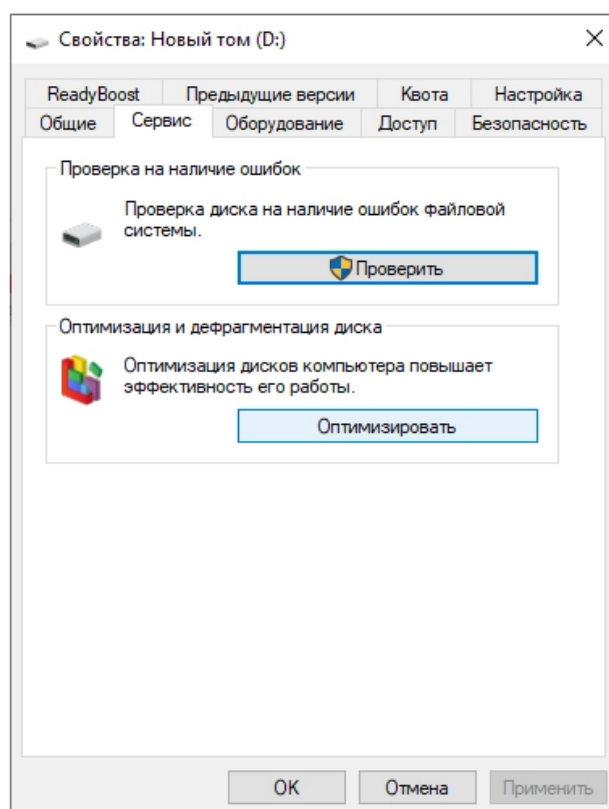 Свойства: Новый том (D:)
ReadyBoost Предыдущие версии Квота Настройка
Общие Сервис Оборудование Доступ Безопасность
Проверка на наличие ошибок
Проверка диска на наличие ошибок файловой
системы.
Проверить
Оптимизация и дефрагментация диска
Оптимизация дисков компьютера повышает
эффективность его работы.
Оптимизировать
OK Отмена Применить